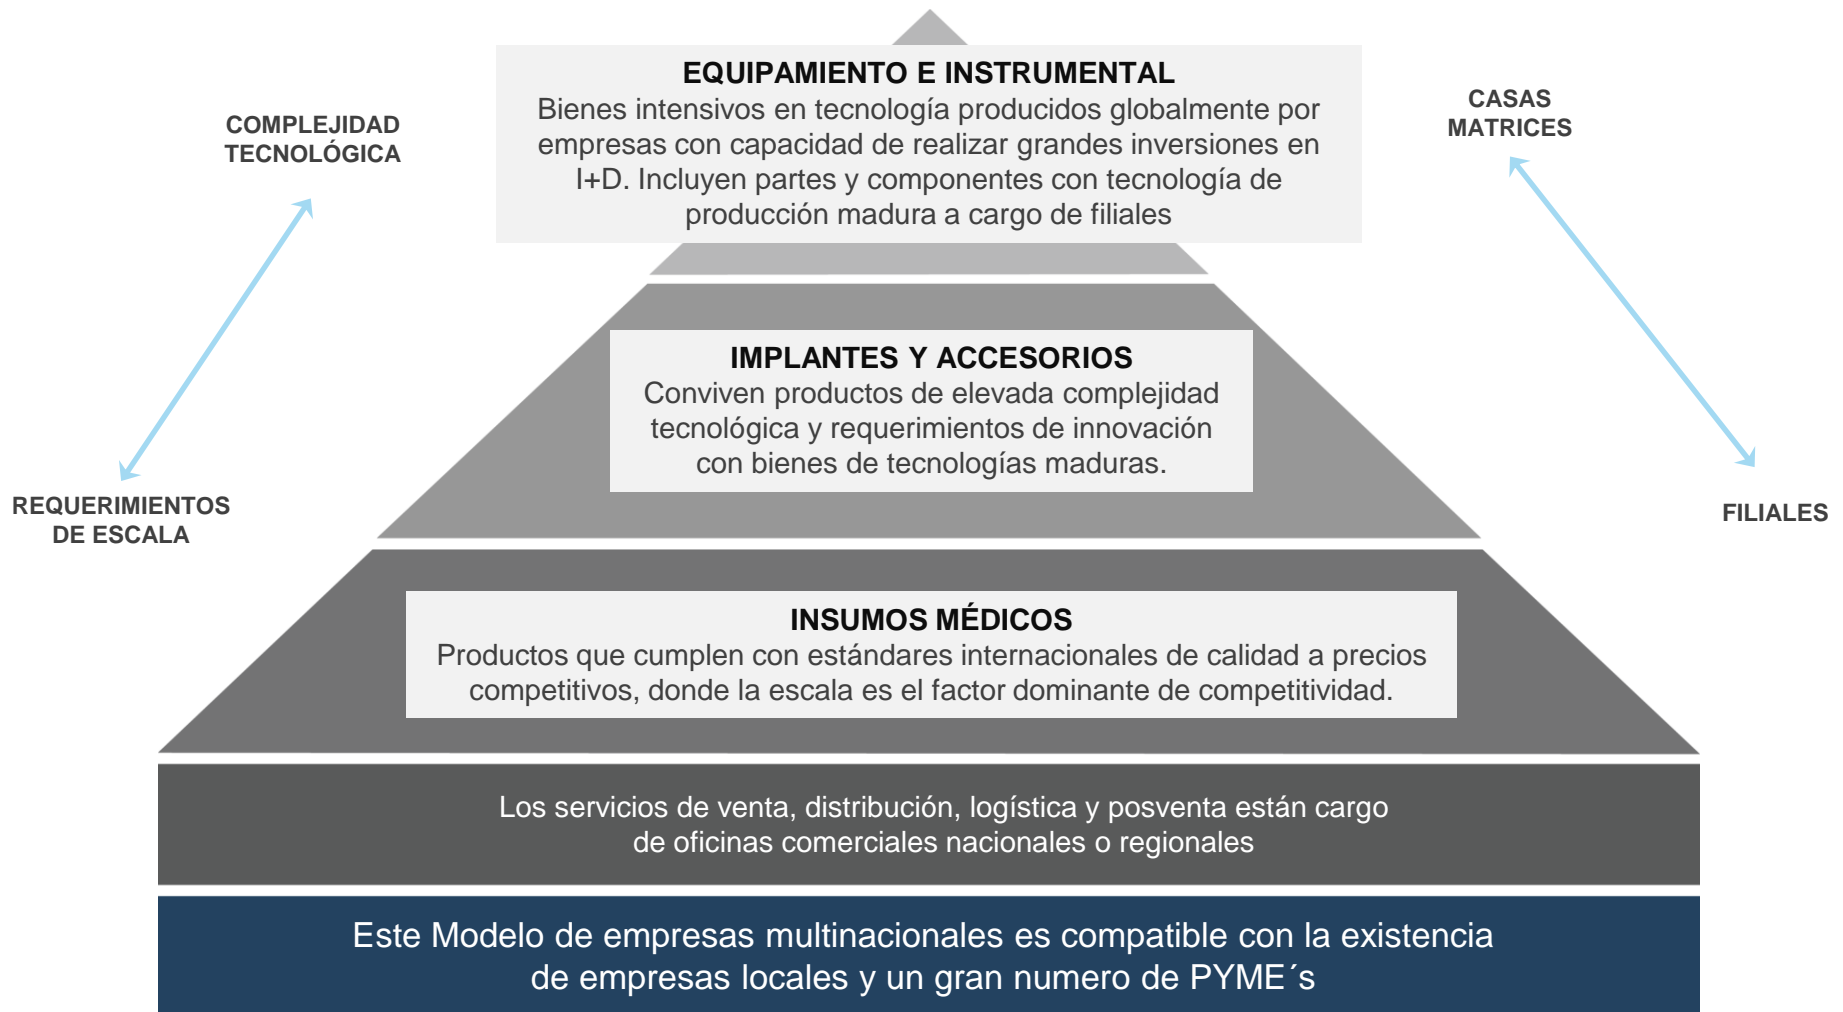 EQUIPAMIENTO E INSTRUMENTAL
Bienes intensivos en tecnología producidos globalmente por
empresas con capacidad de realizar grandes inversiones en
I+D. Incluyen partes y componentes con tecnología de
producción madura a cargo de filiales
COMPLEJIDAD
TECNOLÓGICA
CASAS
MATRICES
IMPLANTES Y ACCESORIOS
Conviven productos de elevada complejidad
tecnológica y requerimientos de innovación
con bienes de tecnologías maduras.
REQUERIMIENTOS
DE ESCALA
FILIALES
INSUMOS MÉDICOS
Productos que cumplen con estándares internacionales de calidad a precios
competitivos, donde la escala es el factor dominante de competitividad.
Los servicios de venta, distribución, logística y posventa están cargo
de oficinas comerciales nacionales o regionales
Este Modelo de empresas multinacionales es compatible con la existencia
de empresas locales y un gran numero de PYME´s